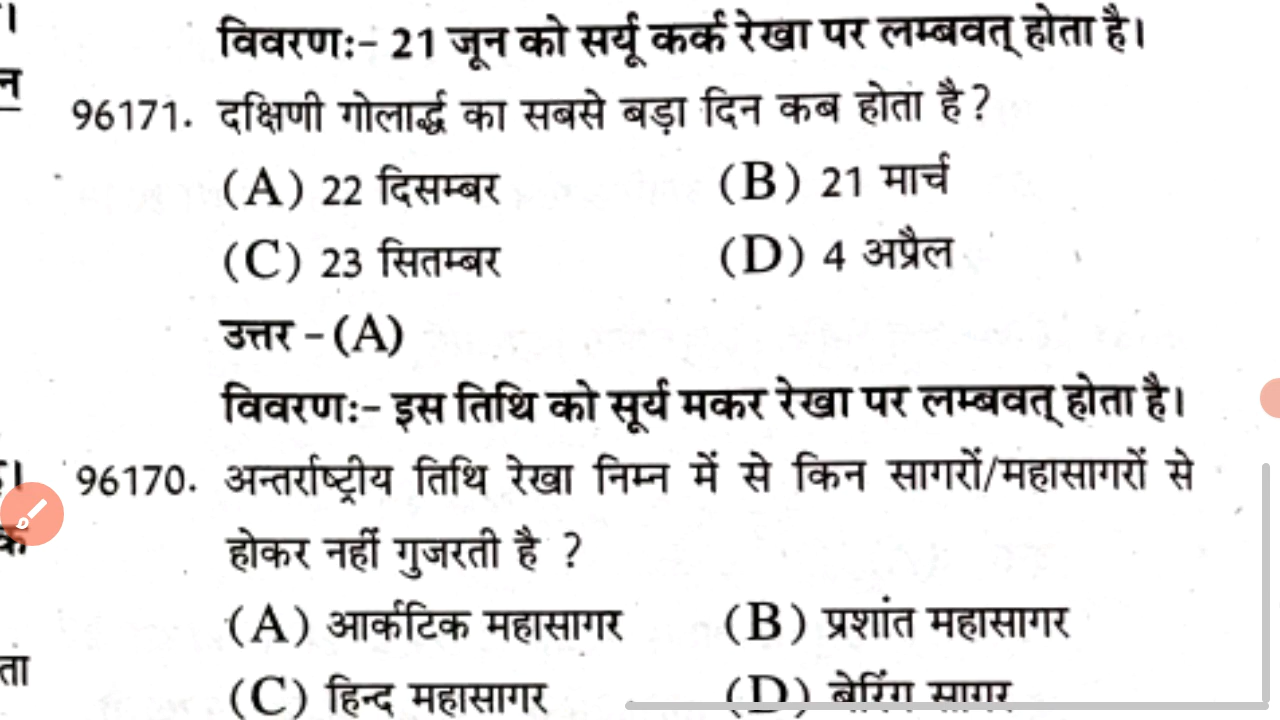 ।
विवरणः- 21 जून को सर्यू कर्क रेखा पर लम्बवत् होता है।
न
96171. दक्षिणी गोलार्द्ध का सबसे बड़ा दिन कब होता है?
(A) 22 दिसम्बर (B) 21 मार्च
(C) 23 सितम्बर (D) 4 अप्रैल
उत्तर - (A)
विवरणः- इस तिथि को सूर्य मकर रेखा पर लम्बवत् होता है।
96170. अन्तर्राष्ट्रीय तिथि रेखा निम्न में से किन सागरों/महासागरों से
होकर नहीं गुजरती है ?
(A) आर्कटिक महासागर (B) प्रशांत महासागर
ता
(C) हिन्द महासागर (D) बेरिंग सागर